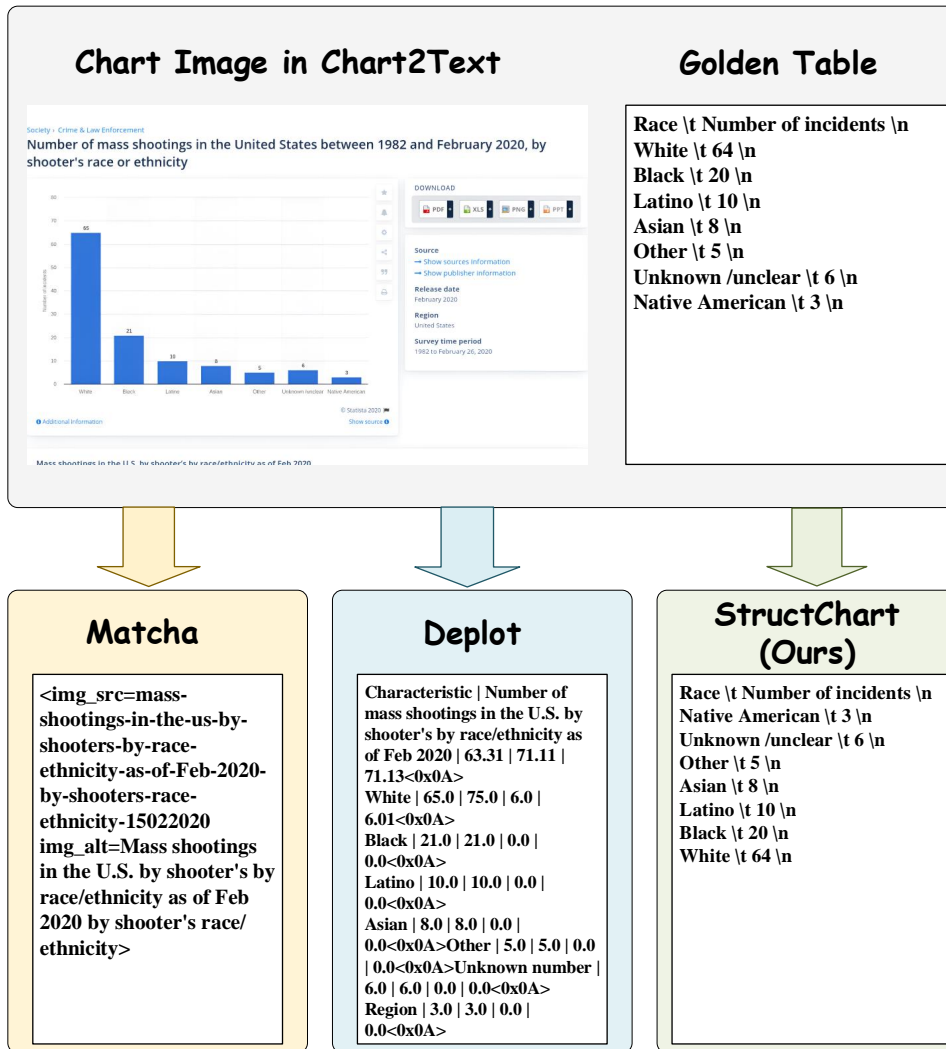 Chart Image in Chart2Text
Golden Table
Society › Crime & Law Enforcement
Number of mass shootings in the United States between 1982 and February 2020, by
shooter's race or ethnicity
80
70
60
50
40
30
20
10
0
Number of incidents
65
21
10
8
5
6
3
White
Black
Latino
Asian
Other
Unknown /unclear
Native American
© Statista 2020
Additional Information
Show source
DOWNLOAD
PDF
XLS
PNG
PPT
Source
→ Show sources information
→ Show publisher information
Release date
February 2020
Region
United States
Survey time period
1982 to February 26, 2020
Mass shootings in the U.S. by shooter's by race/ethnicity as of Feb 2020
Race \t Number of incidents \n
White \t 64 \n
Black \t 20 \n
Latino \t 10 \n
Asian \t 8 \n
Other \t 5 \n
Unknown /unclear \t 6 \n
Native American \t 3 \n
Matcha
<img_src=mass-
shootings-in-the-us-by-
shooters-by-race-
ethnicity-as-of-Feb-2020-
by-shooters-race-
ethnicity-15022020
img_alt=Mass shootings
in the U.S. by shooter's by
race/ethnicity as of Feb
2020 by shooter's race/
ethnicity>
Deplot
Characteristic | Number of
mass shootings in the U.S. by
shooter's by race/ethnicity as
of Feb 2020 | 63.31 | 71.11 |
71.13<0x0A>
White | 65.0 | 75.0 | 6.0 |
6.01<0x0A>
Black | 21.0 | 21.0 | 0.0 |
0.0<0x0A>
Latino | 10.0 | 10.0 | 0.0 |
0.0<0x0A>
Asian | 8.0 | 8.0 | 0.0 |
0.0<0x0A>Other | 5.0 | 5.0 | 0.0
| 0.0<0x0A>Unknown number |
6.0 | 6.0 | 0.0 | 0.0<0x0A>
Region | 3.0 | 3.0 | 0.0 |
0.0<0x0A>
StructChart
(Ours)
Race \t Number of incidents \n
Native American \t 3 \n
Unknown /unclear \t 6 \n
Other \t 5 \n
Asian \t 8 \n
Latino \t 10 \n
Black \t 20 \n
White \t 64 \n